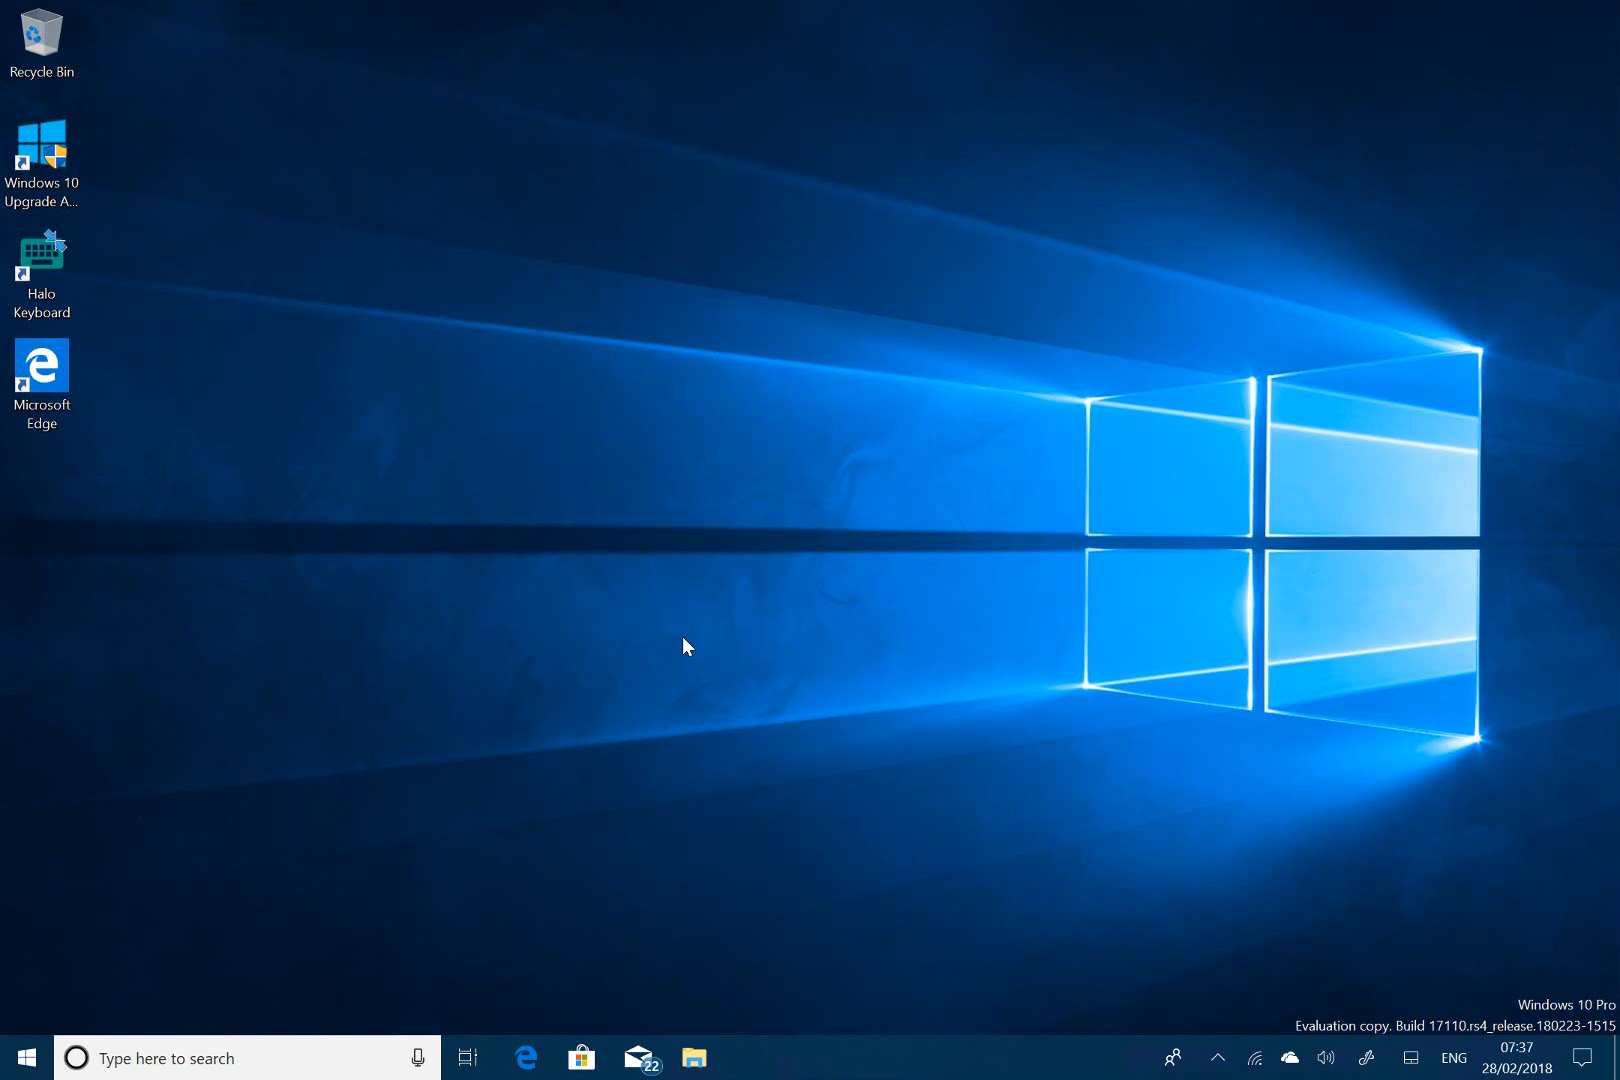 Recycle Bin
Windows 10
Upgrade A...
Halo
Keyboard
Microsoft
Edge
Windows 10 Pro
Evaluation copy. Build 17110.rs4_release.180223-1515
Type here to search
22
ENG
07:37
28/02/2018